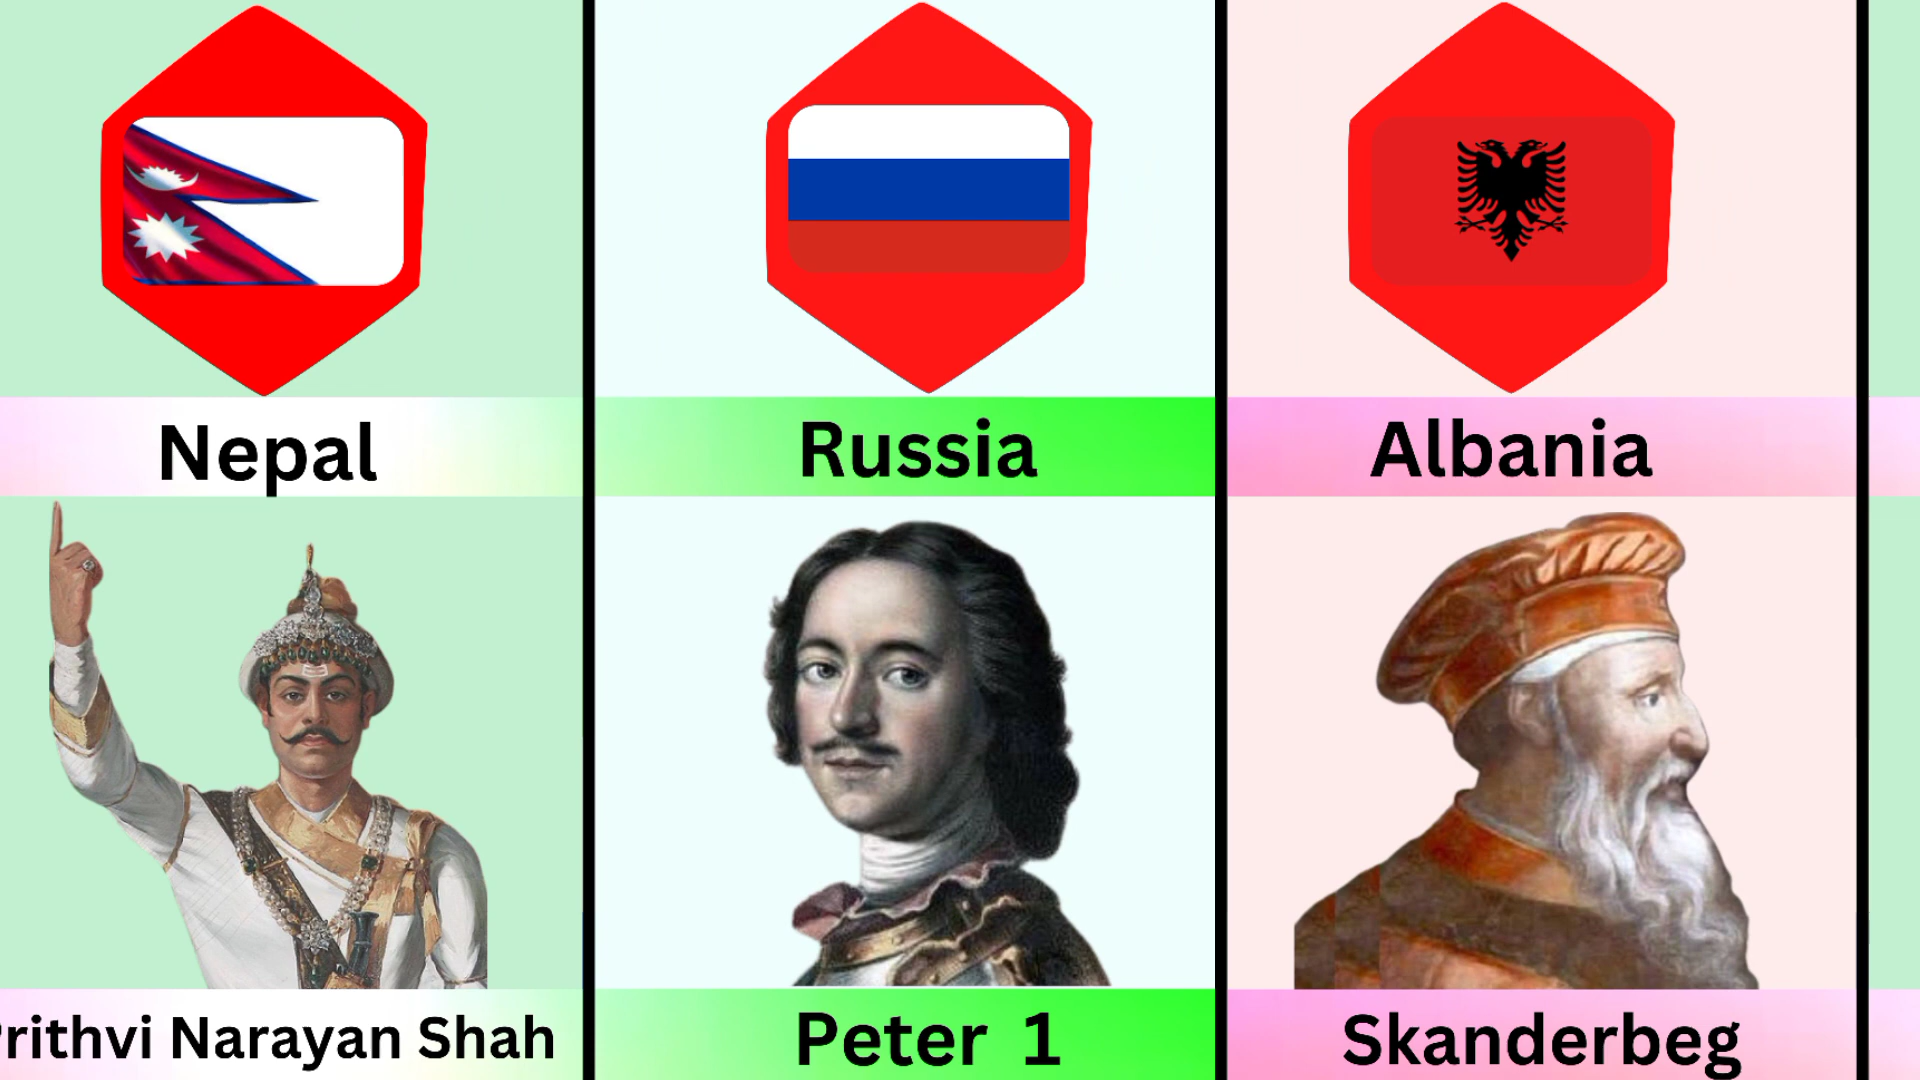 Nepal
Russia
Albania
rithvi Narayan Shah
Peter 1
Skanderbeg